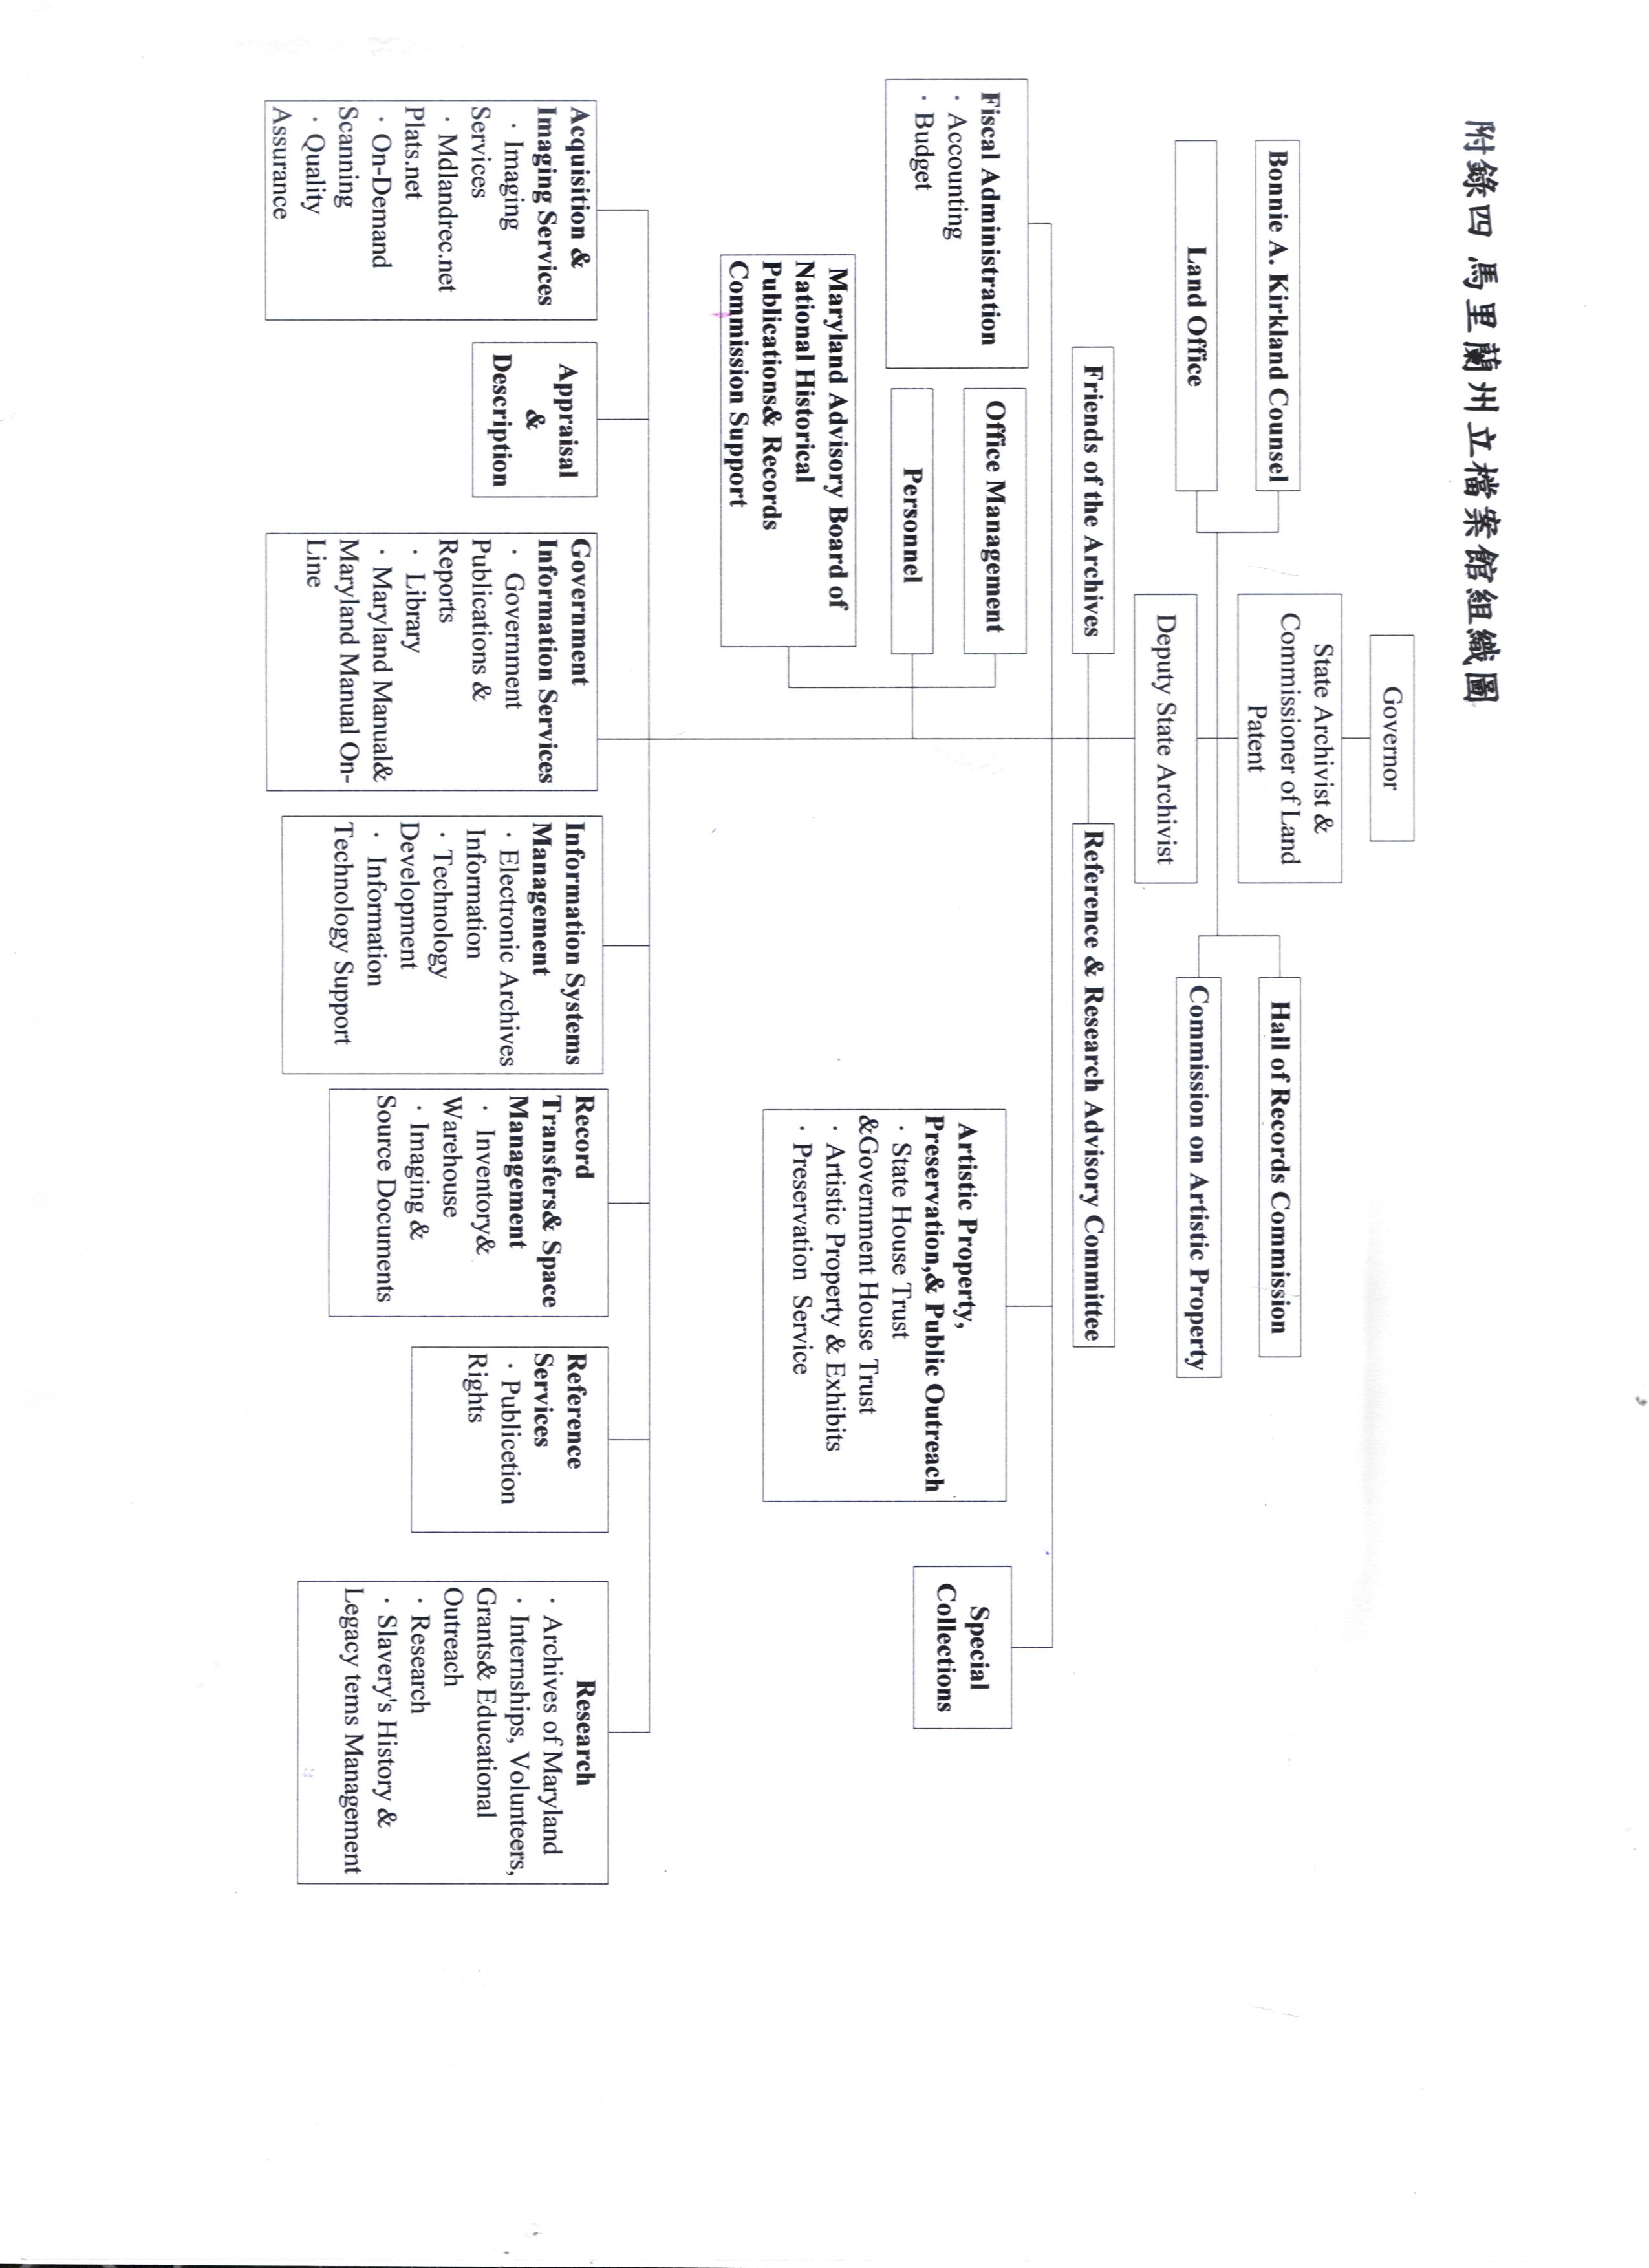 附錄四 馬里蘭州立檔案館組織圖
Governor
State Archivist &
Commissioner of Land
Patent
Bonnie A. Kirkland Counsel
Land Office
Hall of Records Commission
Commission on Artistic Property
Deputy State Archivist
Friends of the Archives
Reference & Research Advisory Committee
Fiscal Administration
· Accounting
· Budget
Office Management
Personnel
Maryland Advisory Board of
National Historical
Publications& Records
Commission Support
Artistic Property,
Preservation,& Public Outreach
· State House Trust
&Government House Trust
· Artistic Property & Exhibits
· Preservation Service
Special
Collections
Acquisition &
Imaging Services
· Imaging
Services
· Mdlandrec.net
Plats.net
· On-Demand
Scanning
· Quality
Assurance
Appraisal
&
Description
Government
Information Services
· Government
Publications &
Reports
· Library
· Maryland Manual&
Maryland Manual On-
Line
Information Systems
Management
· Electronic Archives
Information
· Technology
Development
· Information
Technology Support
Record
Transfers& Space
Management
· Inventory&
Warehouse
· Imaging &
Source Documents
Reference
Services
· Publicetion
Rights
Research
· Archives of Maryland
· Internships, Volunteers,
Grants& Educational
Outreach
· Research
· Slavery's History &
Legacy tems Management